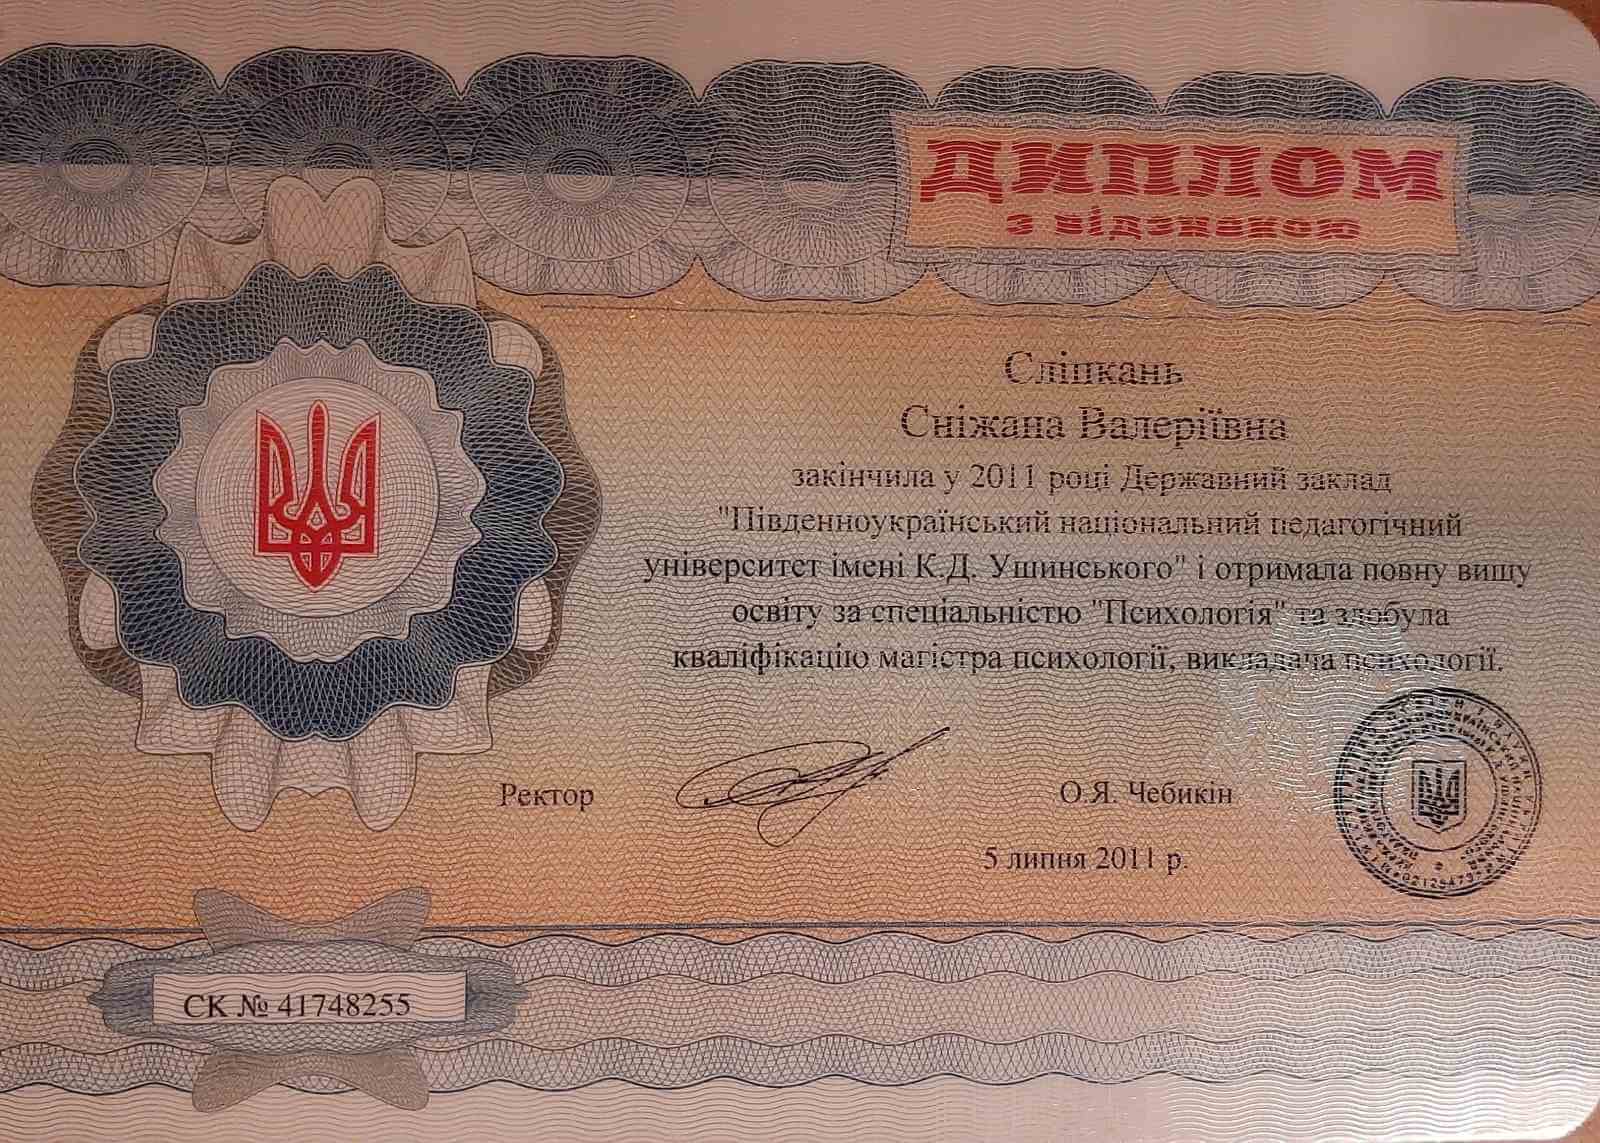 ДИПЛОМ
з відзнакою
Сліпкань
Сніжана Валеріївна
закінчила у 2011 році Державний заклад
"Південноукраїнський національний педагогічний
університет імені К.Д. Ушинського" і отримала повну вищу
освіту за спеціальністю "Психологія" та здобула
кваліфікацію магістра психології, викладача психології.
Ректор
О.Я. Чебикін
5 липня 2011 р.
СК № 41748255